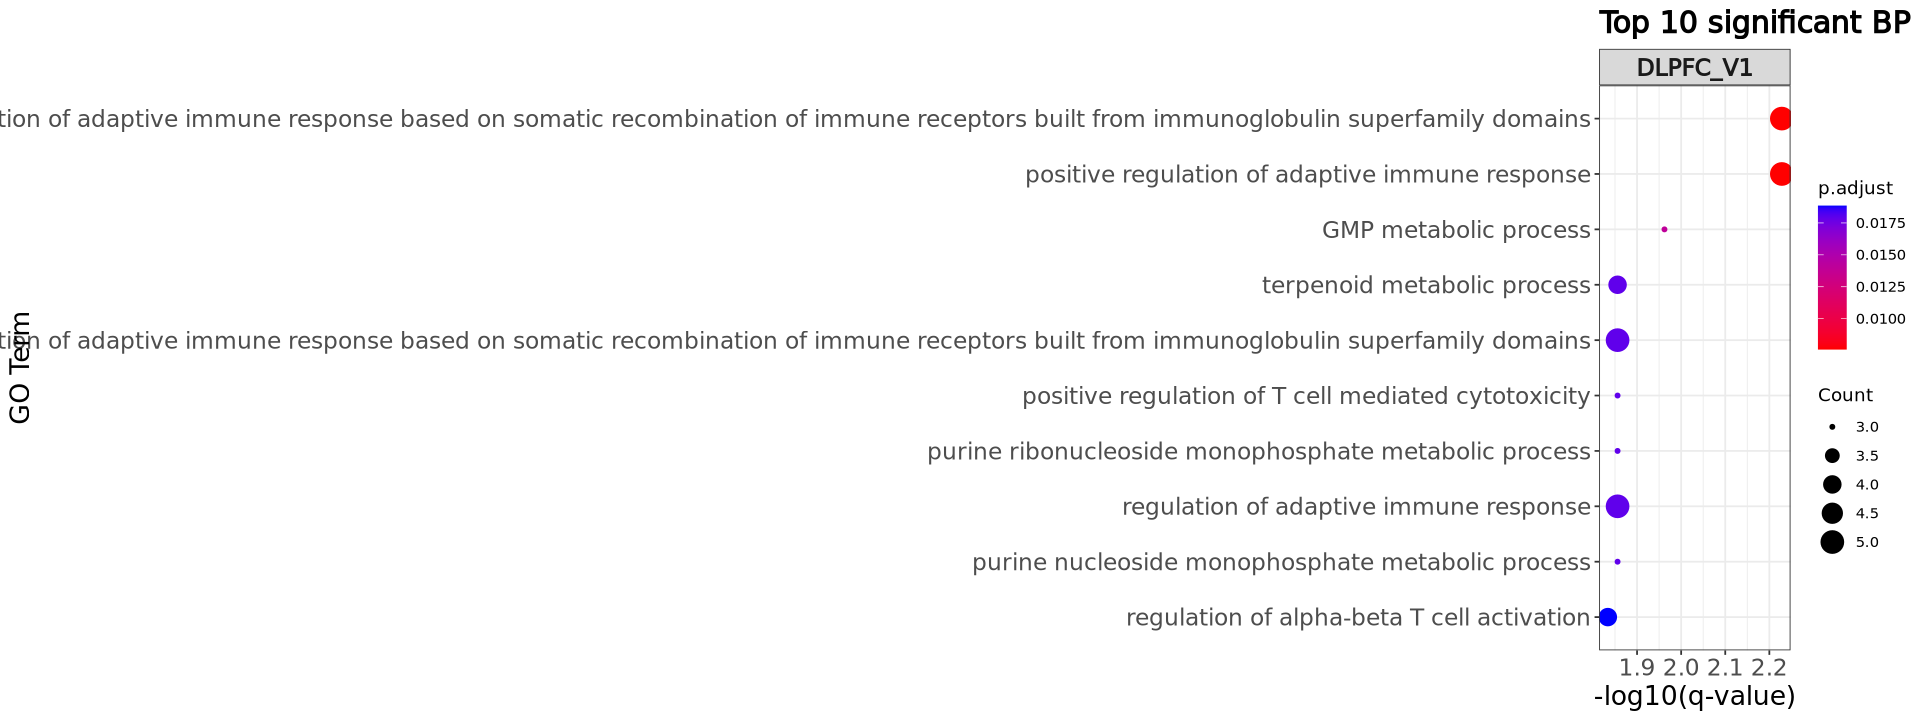 Top 10 significant BP
DLPFC_V1
of adaptive immune response based on somatic recombination of immune receptors built from immunoglobulin superfamily domains
positive regulation of adaptive immune response
GMP metabolic process
terpenoid metabolic process
of adaptive immune response based on somatic recombination of immune receptors built from immunoglobulin superfamily domains
positive regulation of T cell mediated cytotoxicity
purine ribonucleoside monophosphate metabolic process
regulation of adaptive immune response
purine nucleoside monophosphate metabolic process
regulation of alpha-beta T cell activation
GO Term
1.9 2.0 2.1 2.2
-log10(q-value)
p.adjust
0.0175
0.0150
0.0125
0.0100
Count
3.0
3.5
4.0
4.5
5.0